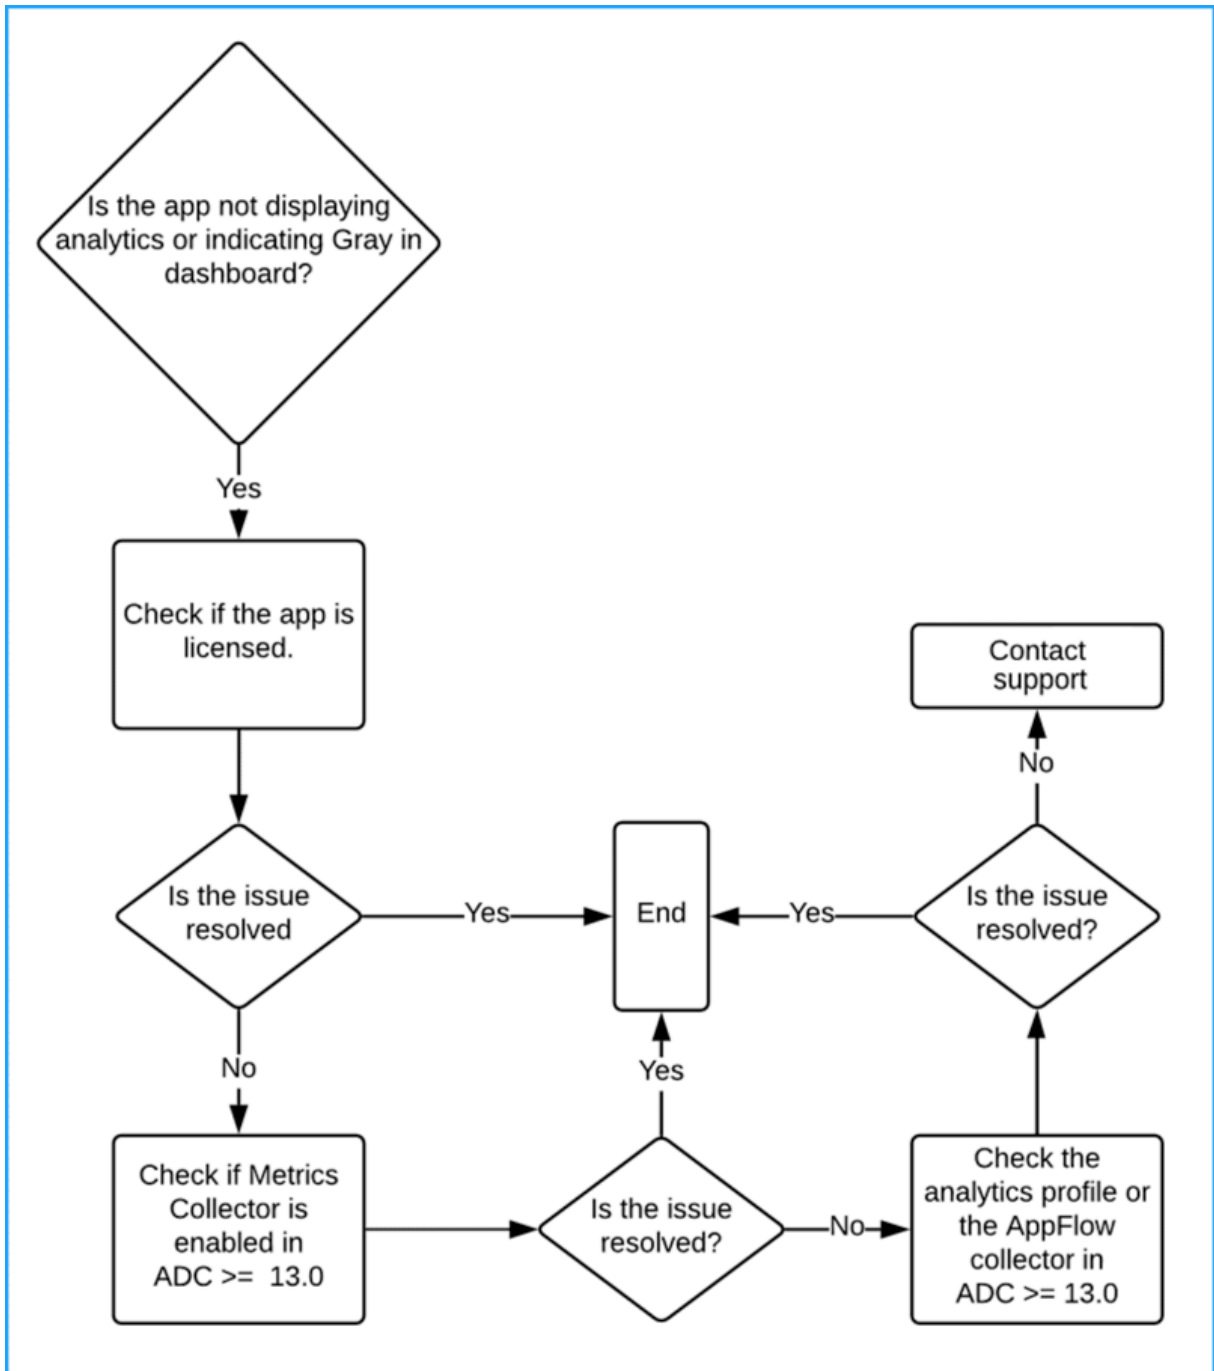 Is the app not displaying
analytics or indicating Gray in
dashboard?
Yes
Check if the app is
licensed.
Is the issue
resolved
Yes
End
No
Check if Metrics
Collector is
enabled in
ADC >= 13.0
Is the issue
resolved?
Yes
No
Check the
analytics profile or
the AppFlow
collector in
ADC >= 13.0
Is the issue
resolved?
Yes
No
Contact
support